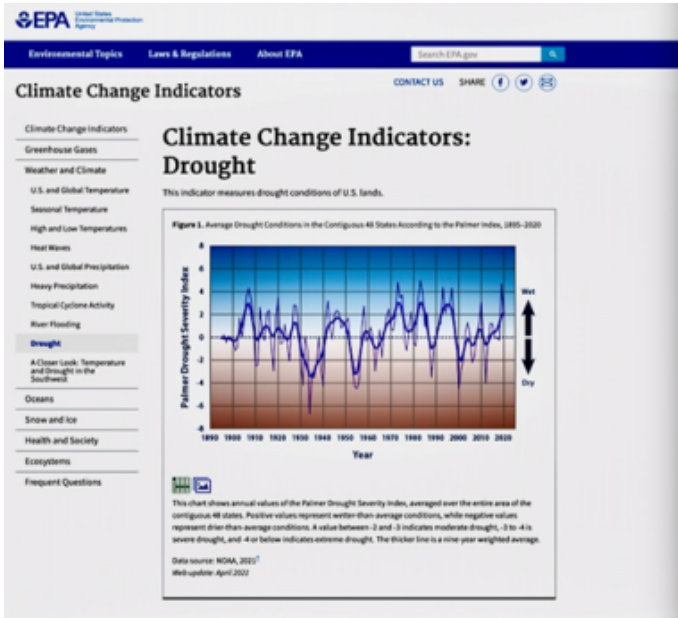 EPA United States
Environmental Protection
Agency
Environmental Topics Laws & Regulations About EPA Search EPA.gov
CONTACT US SHARE
Climate Change Indicators
Climate Change Indicators
Greenhouse Gases
Weather and Climate
U.S. and Global Temperature
Seasonal Temperature
High and Low Temperatures
Heat Waves
U.S. and Global Precipitation
Heavy Precipitation
Tropical Cyclone Activity
River Flooding
Drought
A Closer Look: Temperature
and Drought in the
Southwest
Oceans
Snow and Ice
Health and Society
Ecosystems
Frequent Questions
Climate Change Indicators:
Drought
This indicator measures drought conditions of U.S. lands.
Figure 1. Average Drought Conditions in the Contiguous 48 States According to the Palmer Index, 1895–2020
Palmer Drought Severity Index
8
6
4
2
0
-2
-4
-6
-8
1890 1900 1910 1920 1930 1940 1950 1960 1970 1980 1990 2000 2010 2020
Year
Wet
Dry
This chart shows annual values of the Palmer Drought Severity Index, averaged over the entire area of the
contiguous 48 states. Positive values represent wetter-than-average conditions, while negative values
represent drier-than-average conditions. A value between -2 and -3 indicates moderate drought, -3 to -4 is
severe drought, and -4 or below indicates extreme drought. The thicker line is a nine-year weighted average.
Data source: NOAA, 2021
Web update: April 2021